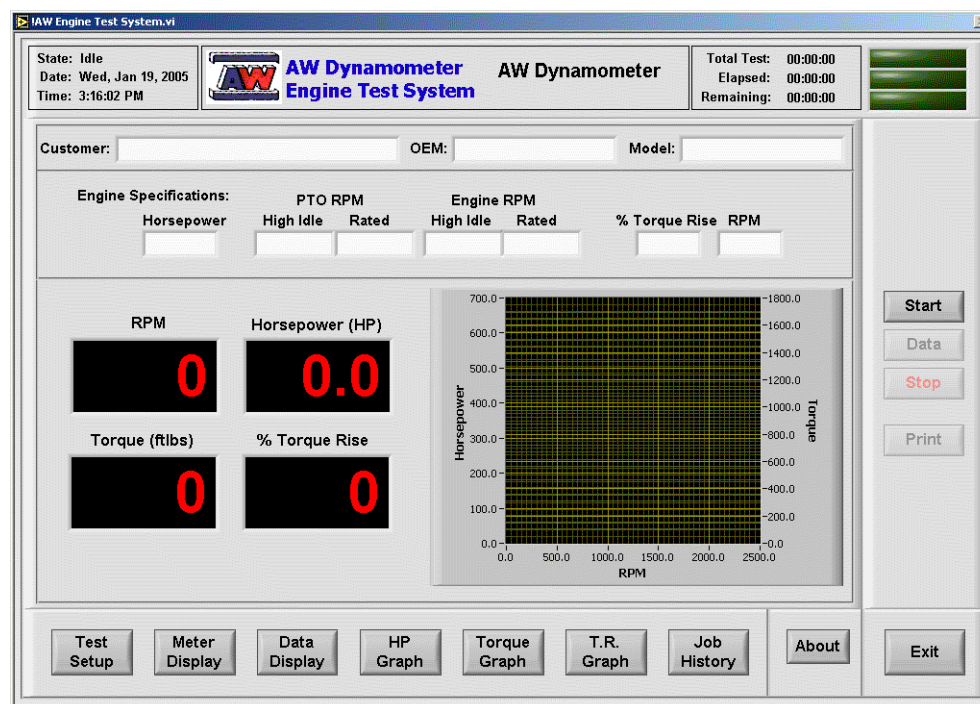 !AW Engine Test System.vi
State: Idle
Date: Wed, Jan 19, 2005
Time: 3:16:02 PM
AW
AW Dynamometer
Engine Test System
AW Dynamometer
Total Test: 00:00:00
Elapsed: 00:00:00
Remaining: 00:00:00
Customer:
OEM:
Model:
Engine Specifications:
PTO RPM
Engine RPM
Horsepower
High Idle
Rated
High Idle
Rated
% Torque Rise
RPM
RPM
0
Horsepower (HP)
0.0
Torque (ftlbs)
0
% Torque Rise
0
Horsepower
700.0
600.0
500.0
400.0
300.0
200.0
100.0
0.0
1800.0
1600.0
1400.0
1200.0
1000.0
800.0
600.0
400.0
200.0
0.0
Torque
0.0 500.0 1000.0 1500.0 2000.0 2500.0
RPM
Start
Data
Stop
Print
Test
Setup
Meter
Display
Data
Display
HP
Graph
Torque
Graph
T.R.
Graph
Job
History
About
Exit